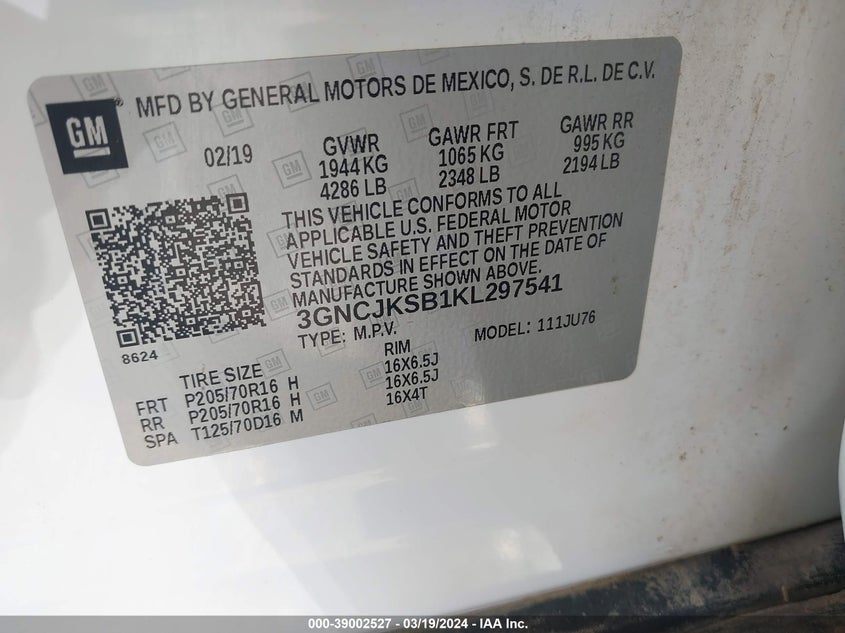 GM
MFD BY GENERAL MOTORS DE MEXICO, S. DE R.L. DE C.V.
02/19 GVWR GAWR FRT GAWR RR
1944 KG 1065 KG 995 KG
4286 LB 2348 LB 2194 LB
THIS VEHICLE CONFORMS TO ALL
APPLICABLE U.S. FEDERAL MOTOR
VEHICLE SAFETY AND THEFT PREVENTION
STANDARDS IN EFFECT ON THE DATE OF
MANUFACTURE SHOWN ABOVE.
3GNCJKSB1KL297541
8624 TYPE: M.P.V. MODEL: 111JU76
TIRE SIZE RIM
FRT P205/70R16 H 16X6.5J
RR P205/70R16 H 16X6.5J
SPA T125/70D16 M 16X4T
000-39002527 - 03/19/2024 - IAA Inc.